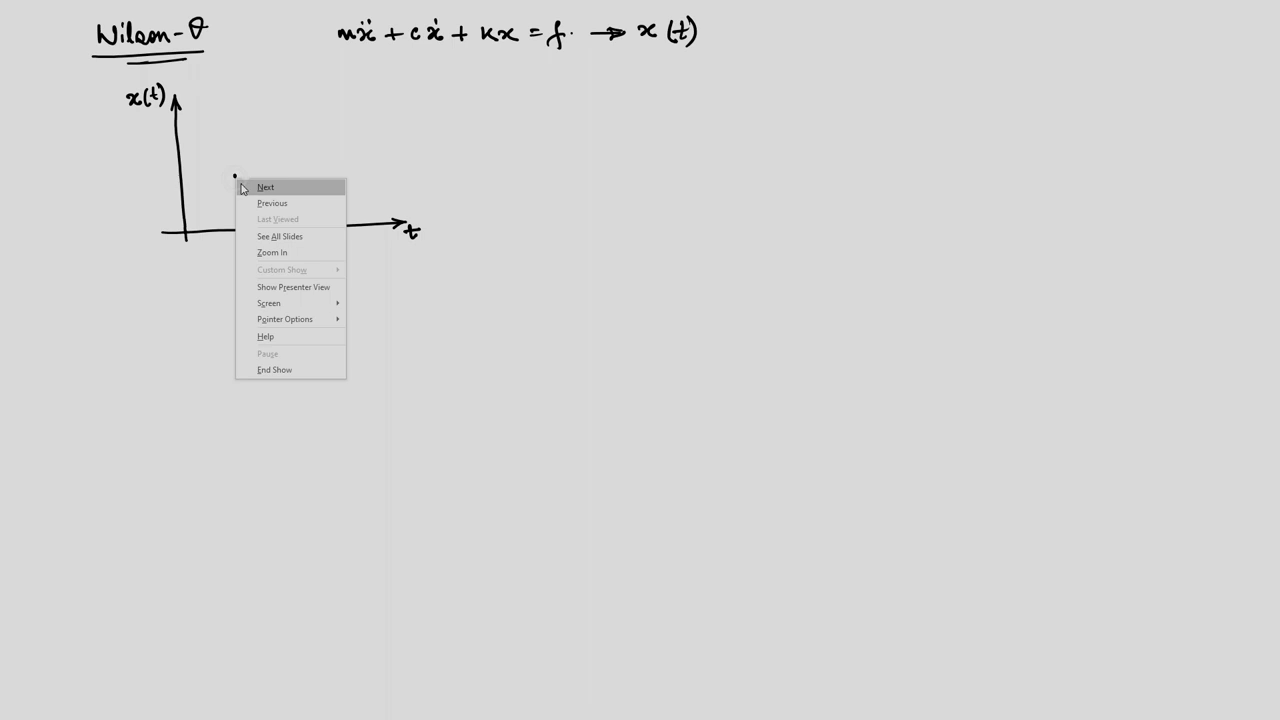 Wilson-θ
mẍ + cẋ + kx = f. → x(t)
x(t)
t
Next
Previous
Last Viewed
See All Slides
Zoom In
Custom Show
Show Presenter View
Screen
Pointer Options
Help
Pause
End Show